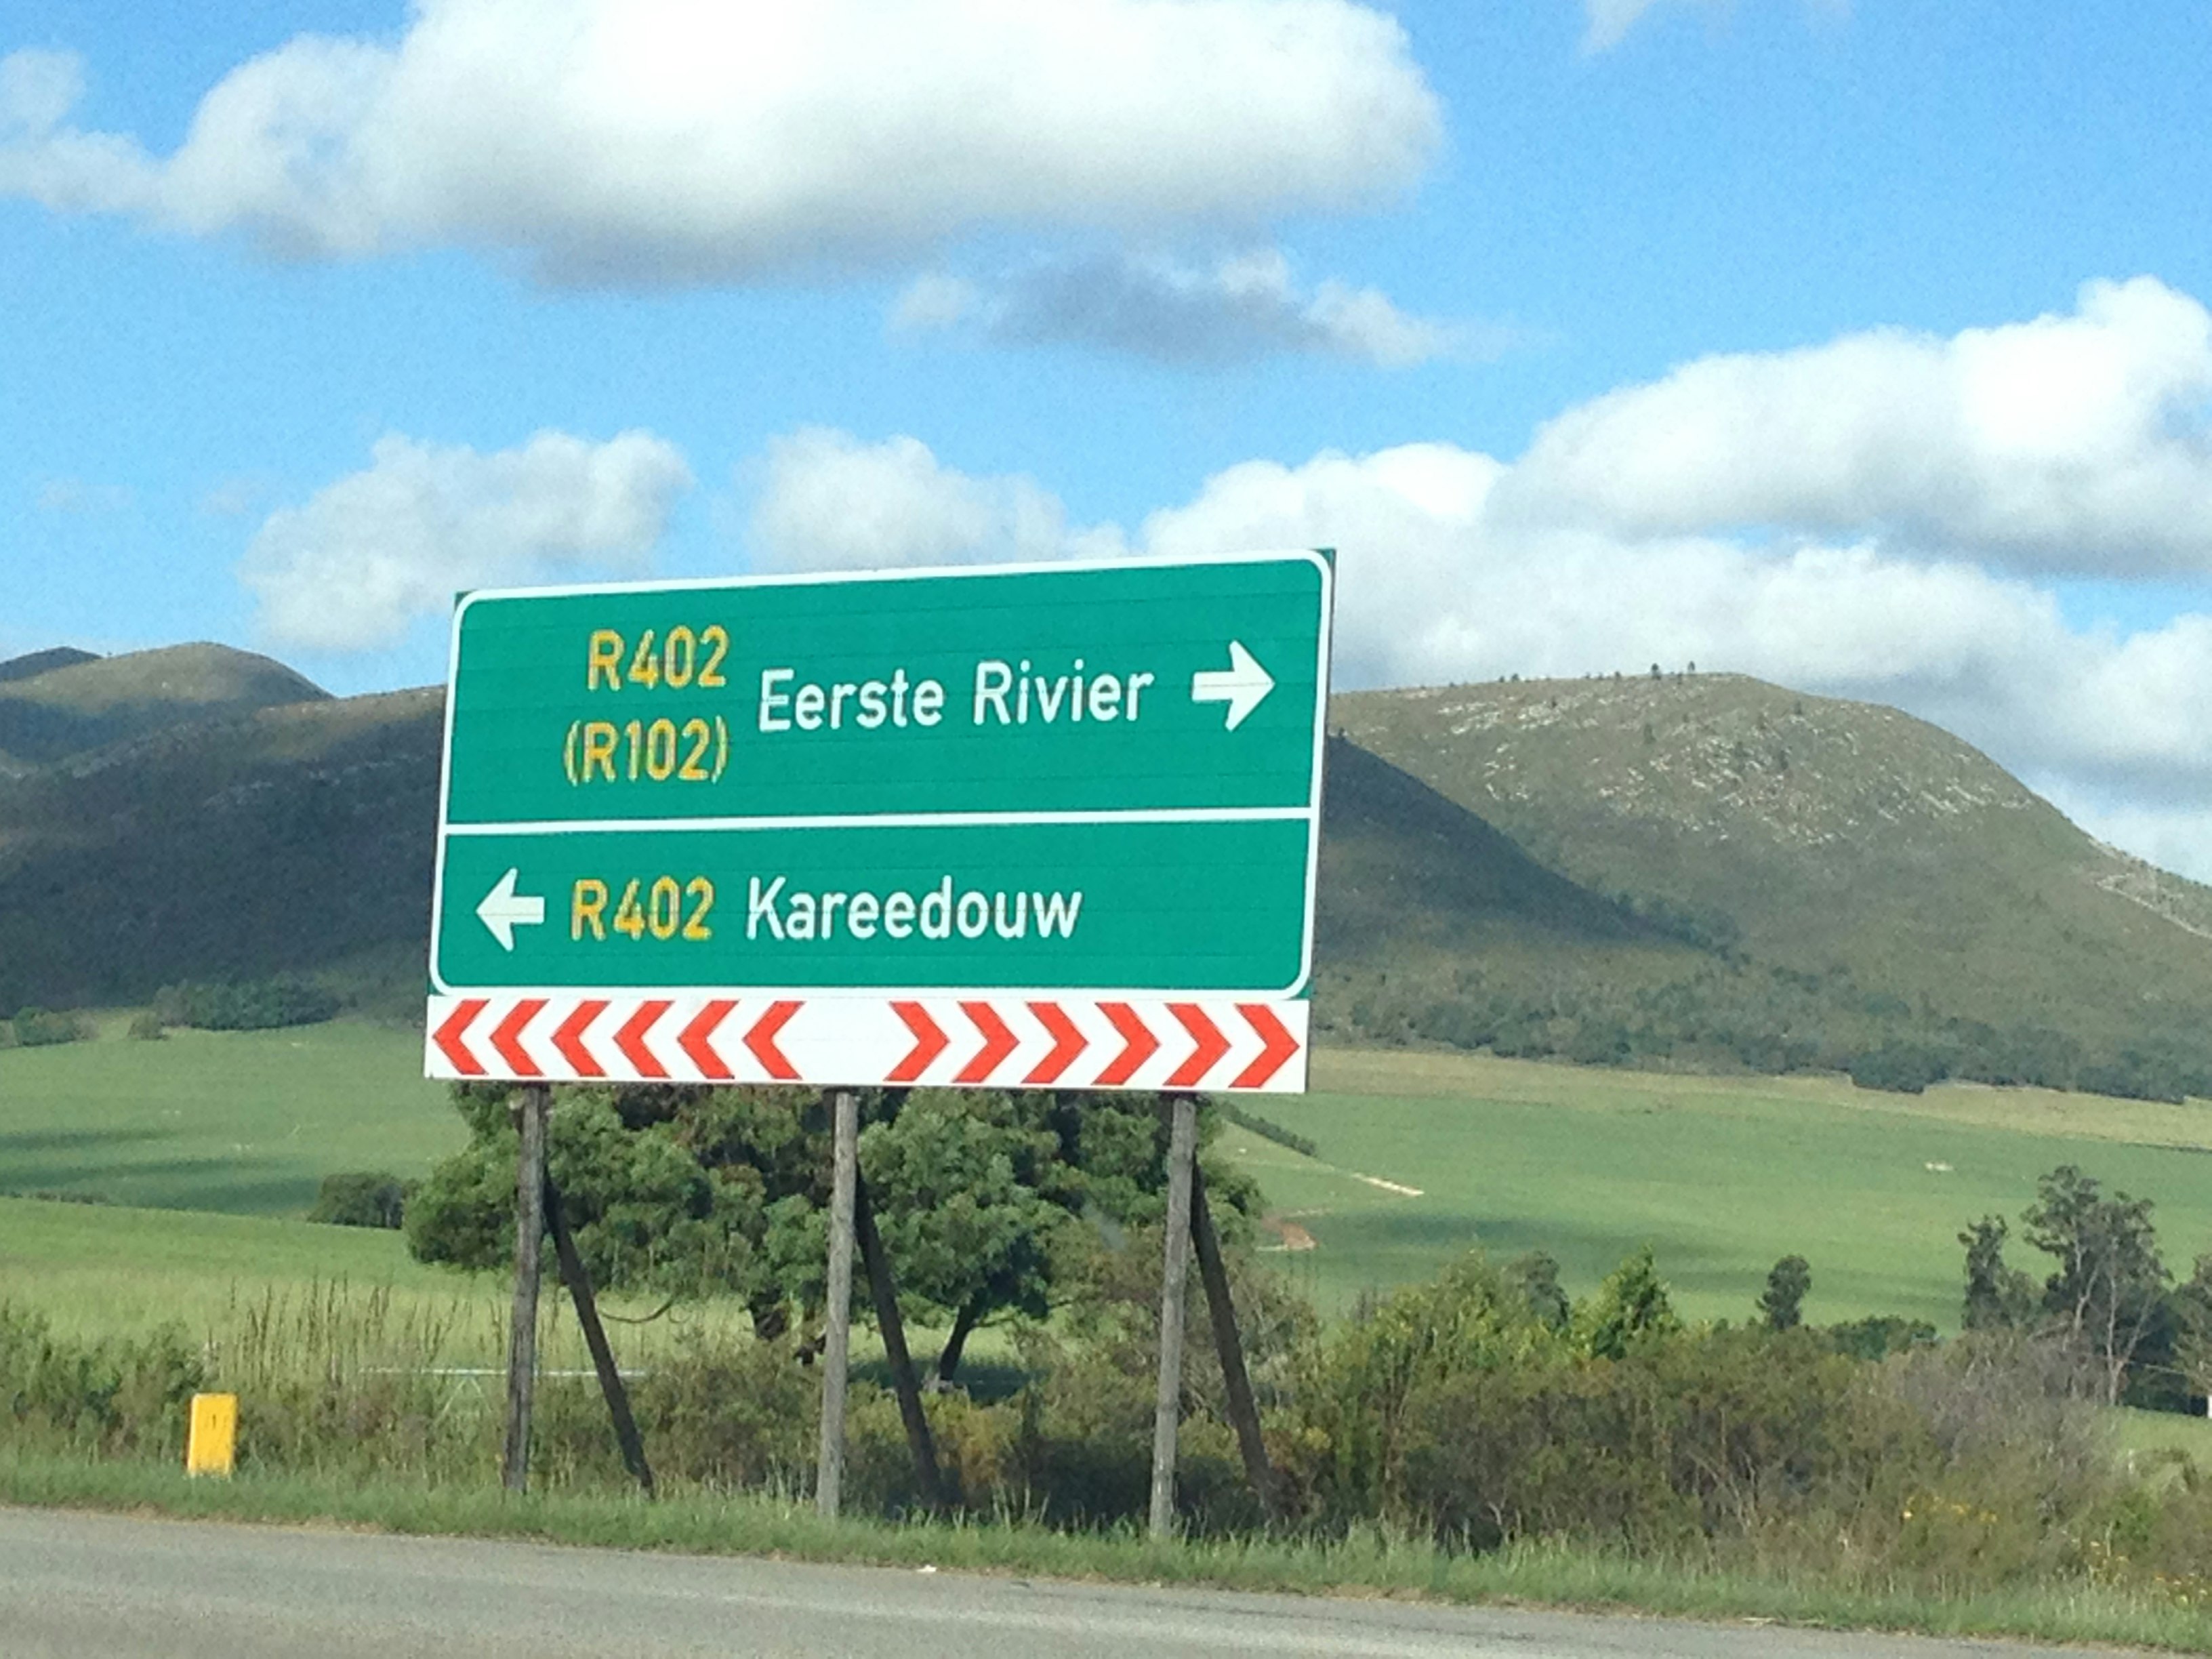 R402
(R102)
Eerste Rivier
R402 Kareedouw